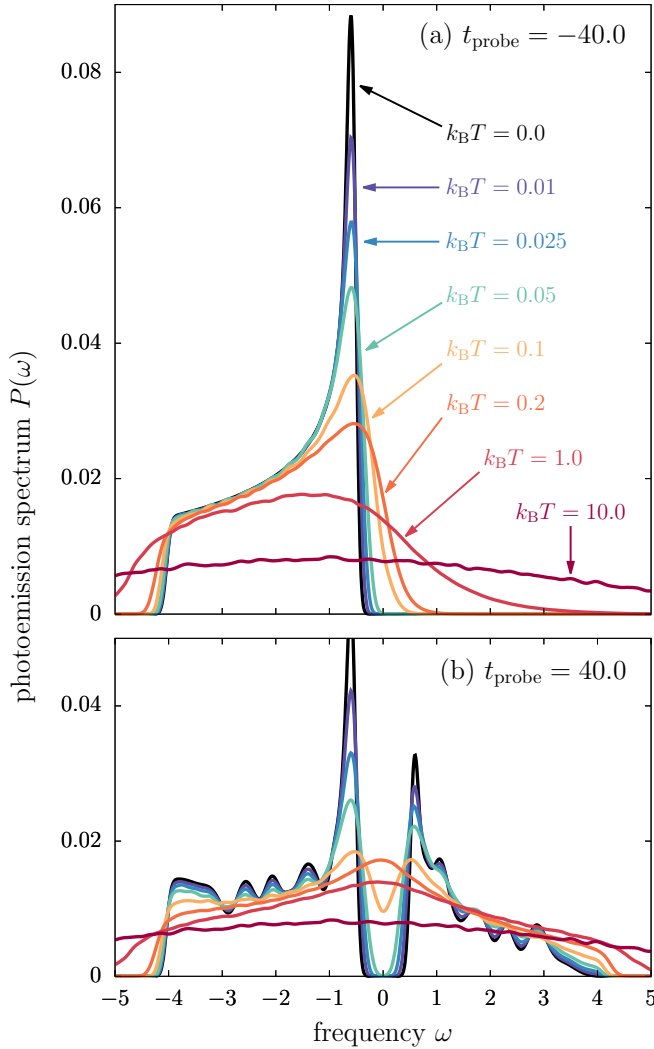 (a) t_probe = −40.0
0.08
k_BT = 0.0
k_BT = 0.01
0.06
k_BT = 0.025
k_BT = 0.05
0.04
k_BT = 0.1
k_BT = 0.2
k_BT = 1.0
0.02
k_BT = 10.0
0
photoemission spectrum P(ω)
(b) t_probe = 40.0
0.04
0.02
0
−5 −4 −3 −2 −1 0 1 2 3 4 5
frequency ω